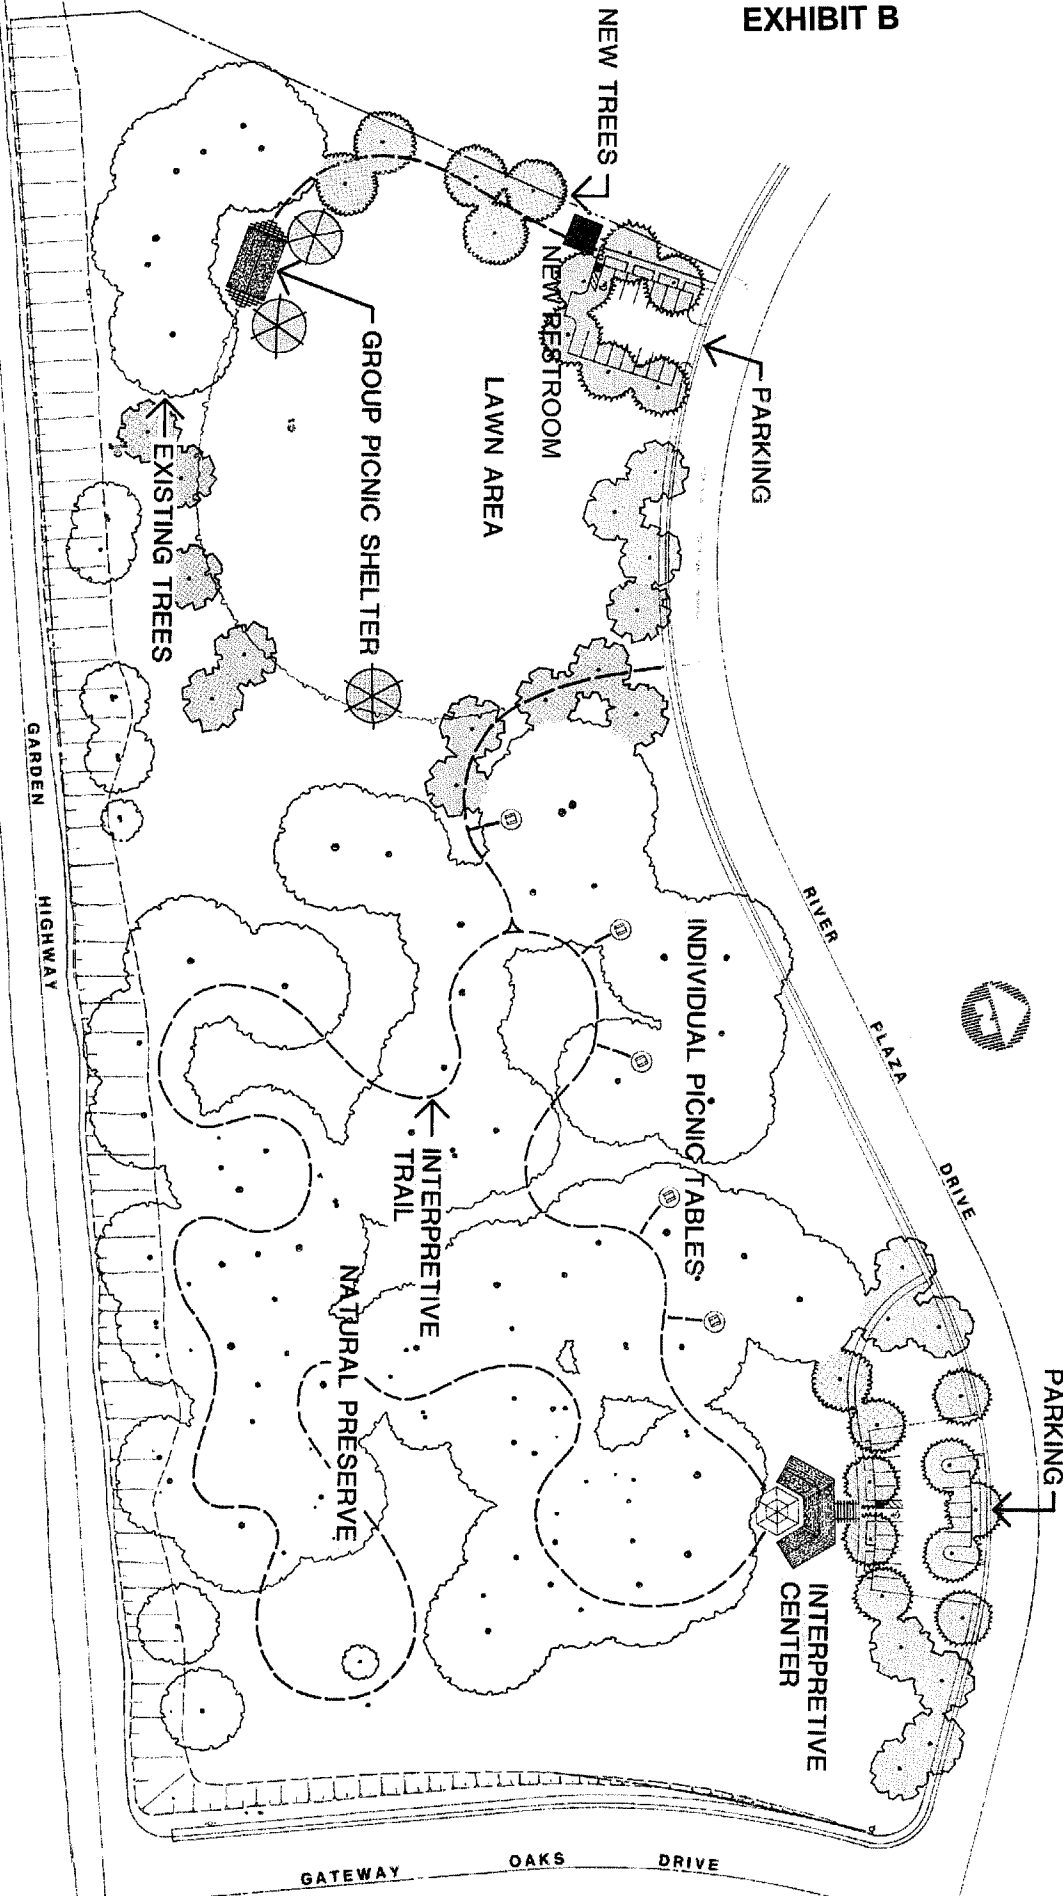 EXHIBIT B
NEW TREES
PARKING
NEW RESTROOM
LAWN AREA
GROUP PICNIC SHELTER
EXISTING TREES
GARDEN
HIGHWAY
RIVER
PLAZA
DRIVE
INDIVIDUAL PICNIC TABLES
INTERPRETIVE
TRAIL
NATURAL PRESERVE
PARKING
INTERPRETIVE
CENTER
GATEWAY
OAKS
DRIVE